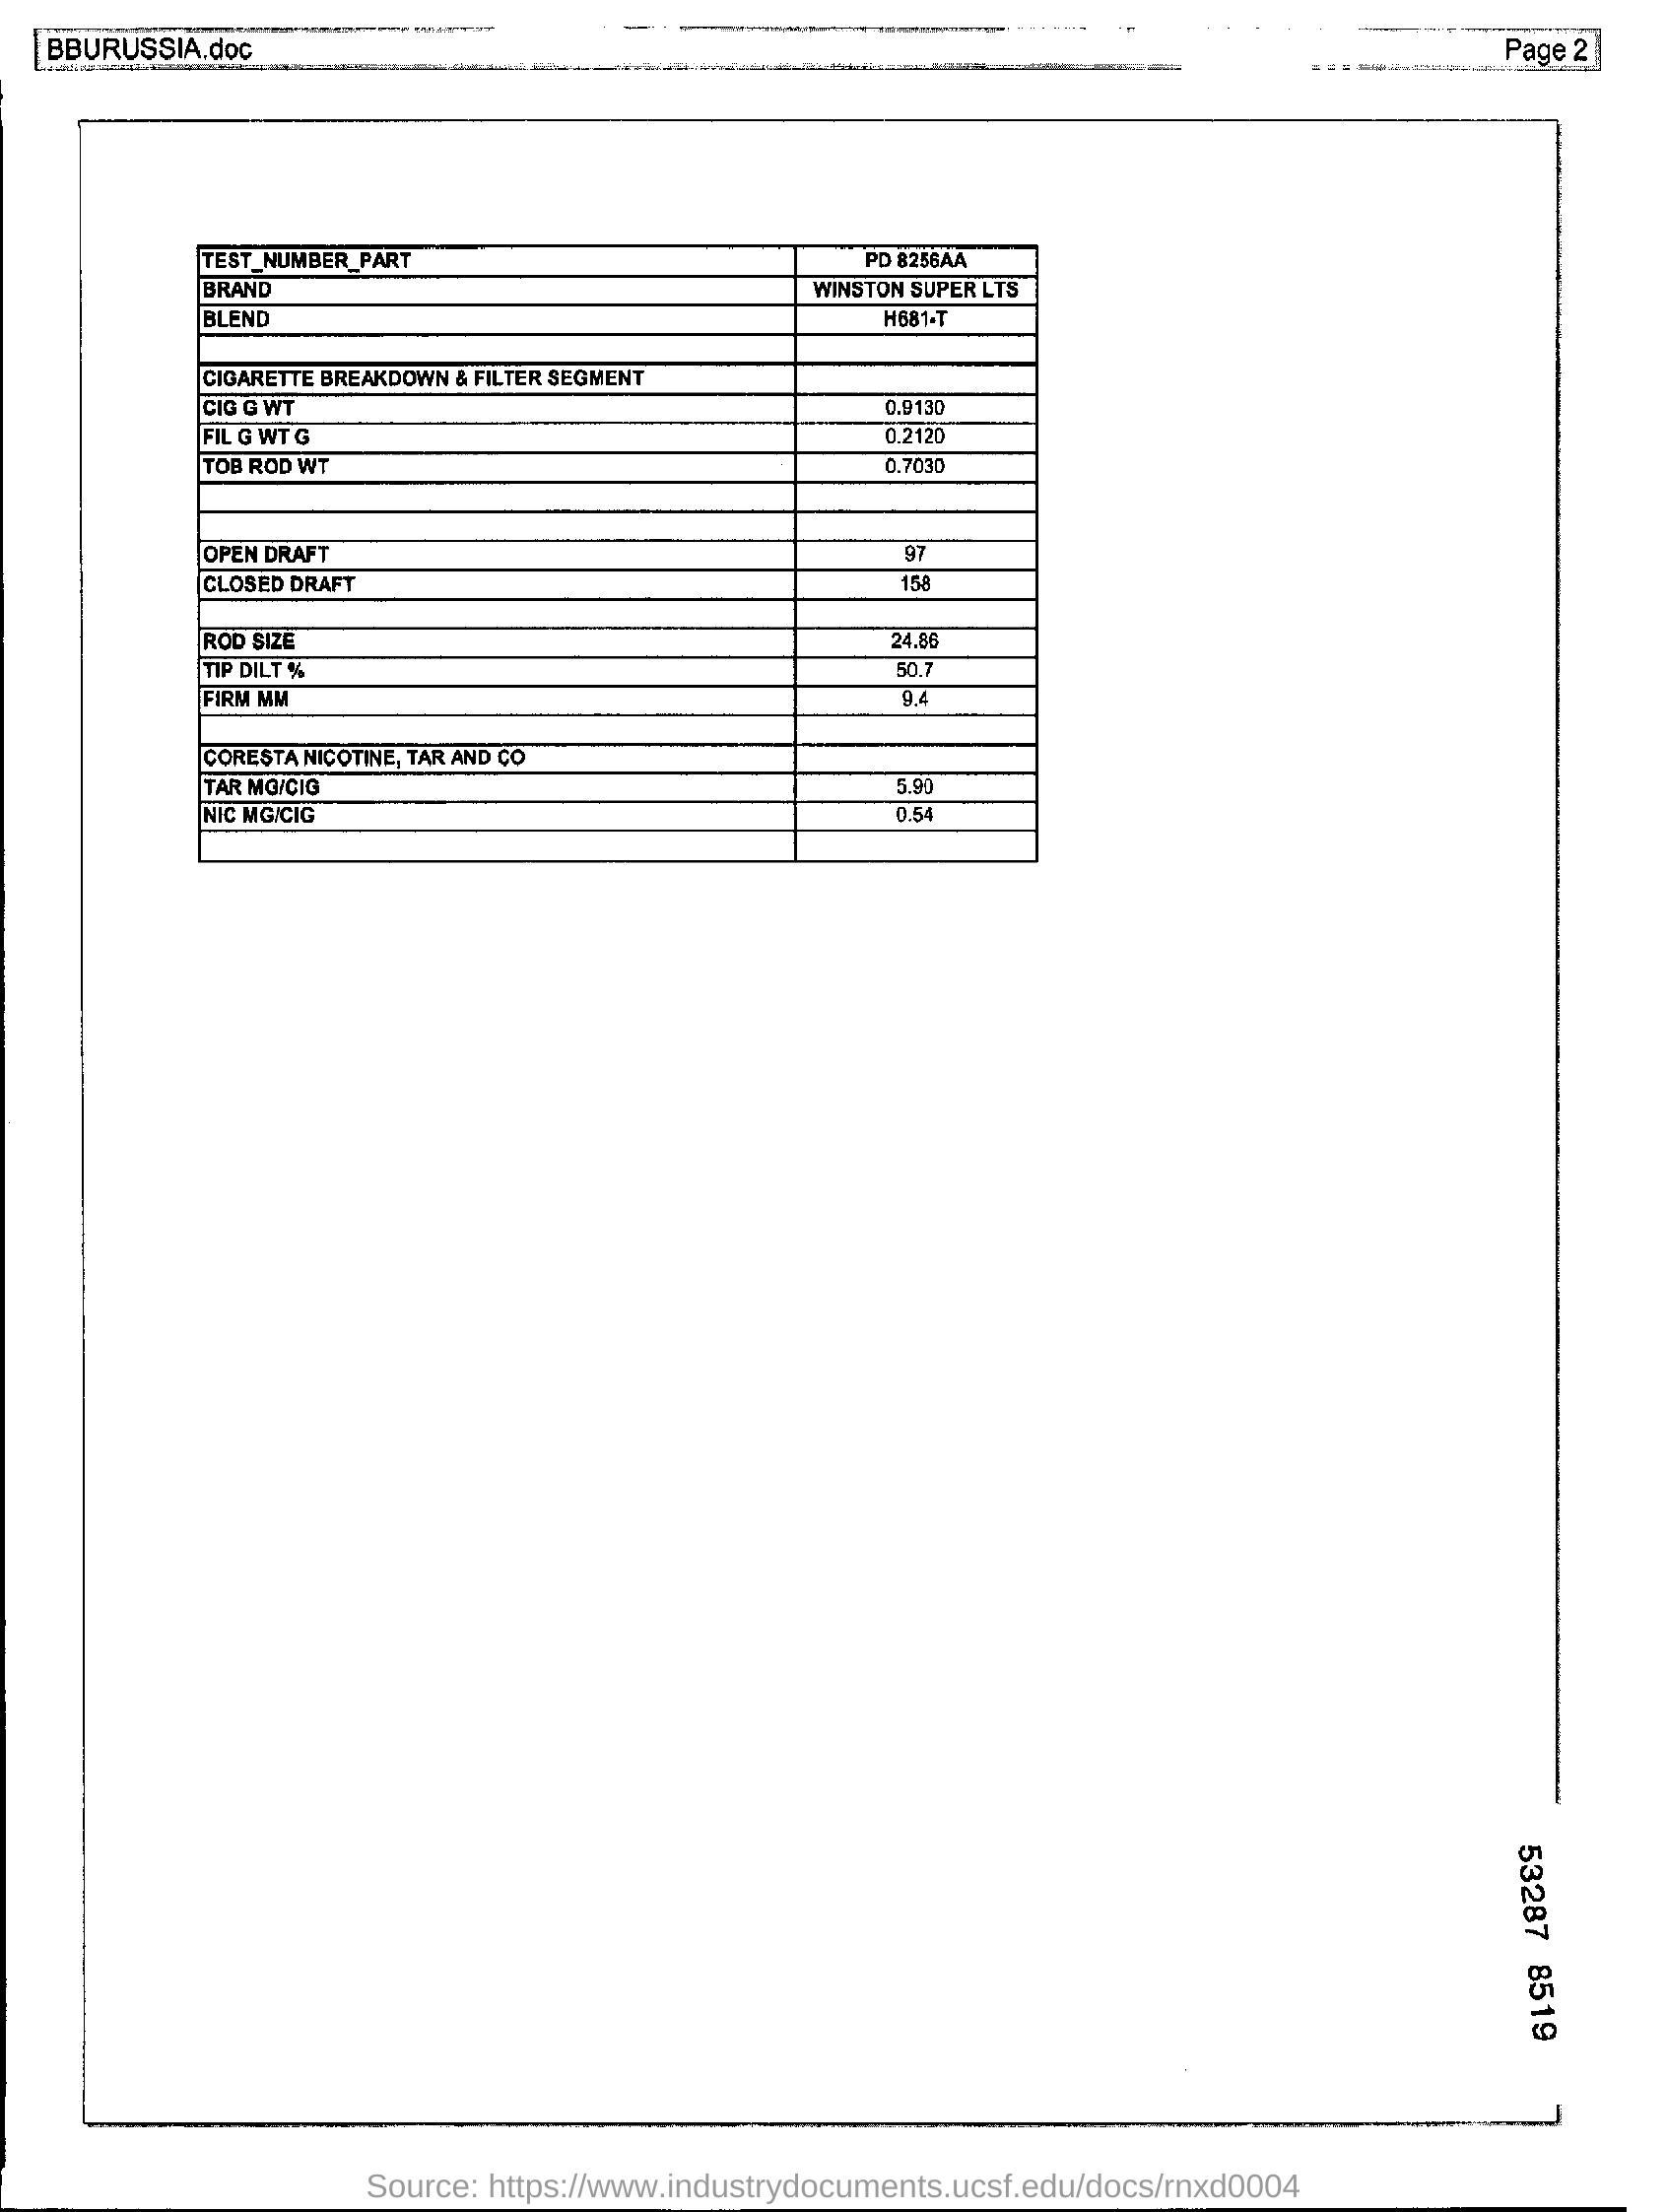 BBURUSSIA.doc Page 2
TEST_NUMBER_PART PD 8256AA
BRAND WINSTON SUPER LTS
BLEND H681-T
CIGARETTE BREAKDOWN & FILTER SEGMENT
CIG G WT 0.9130
FIL G WT G 0.2120
TOB ROD WT 0.7030
OPEN DRAFT 97
CLOSED DRAFT 158
ROD SIZE 24.86
TIP DILT % 50.7
FIRM MM 9.4
CORESTA NICOTINE, TAR AND CO
TAR MG/CIG 5.90
NIC MG/CIG 0.54
53287 8519
Source: https://www.industrydocuments.ucsf.edu/docs/rnxd0004